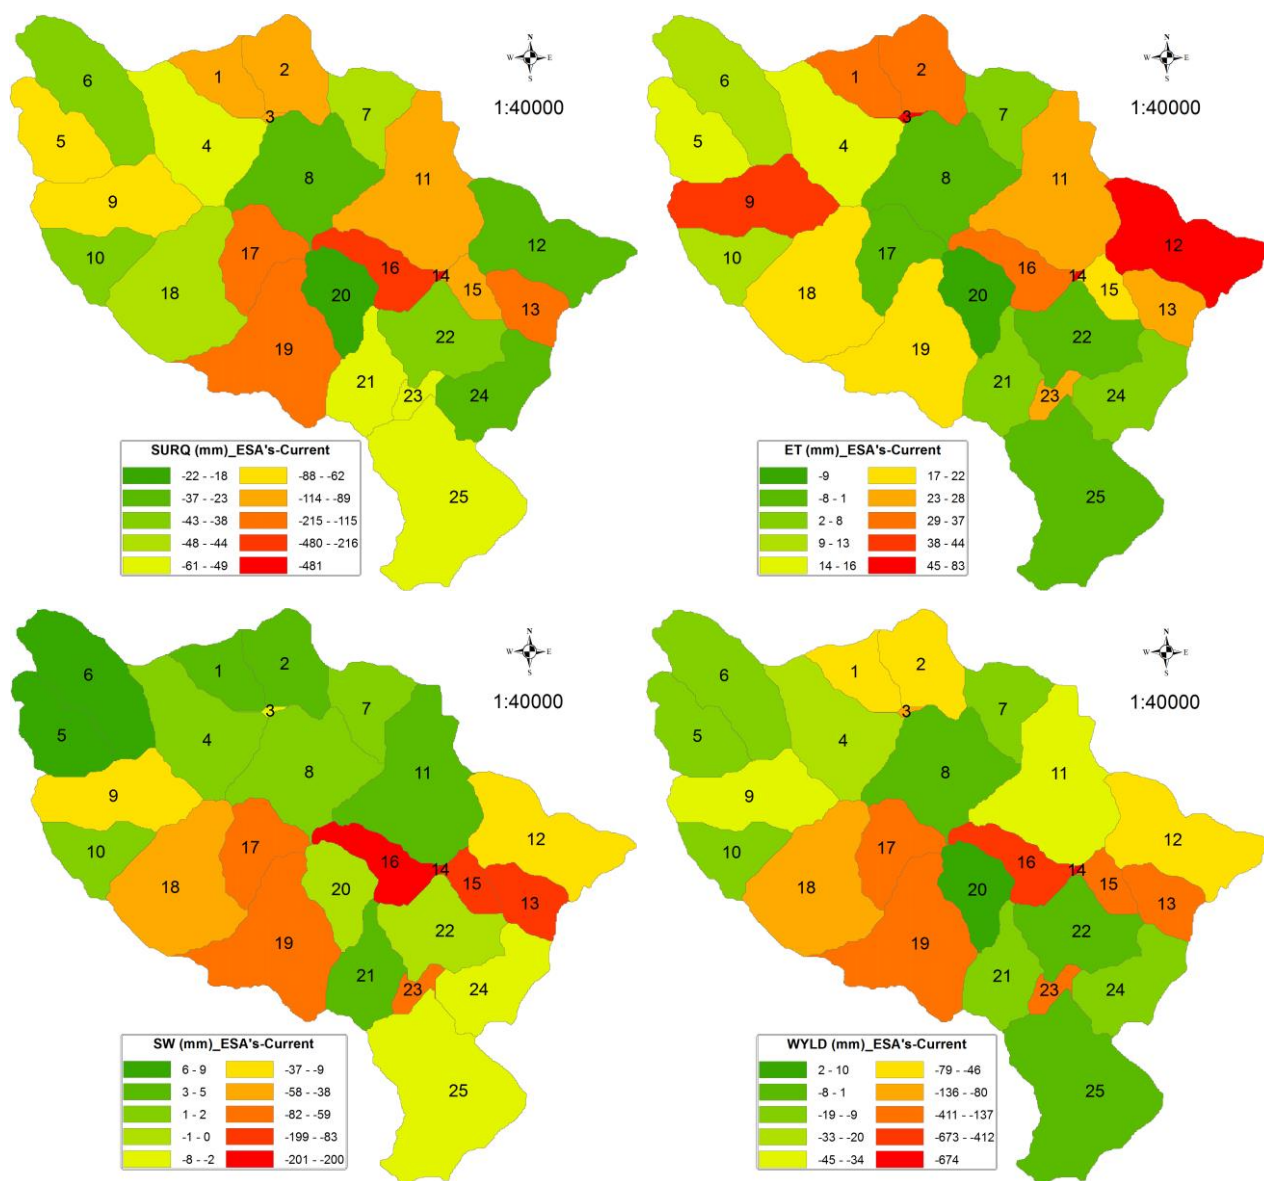 N
W E
S
1:40000
6
1
2
3
7
5
4
8
11
9
12
10
17
16
14
15
13
18
20
22
19
21
23
24
25
SURQ (mm)_ESA's-Current
-22 - -18 -88 - -62
-37 - -23 -114 - -89
-43 - -38 -215 - -115
-48 - -44 -480 - -216
-61 - -49 -481
N
W E
S
1:40000
6
1
2
3
7
5
4
8
11
9
12
10
17
16
14
15
13
18
20
22
19
21
23
24
25
ET (mm)_ESA's-Current
-9 17 - 22
-8 - 1 23 - 28
2 - 8 29 - 37
9 - 13 38 - 44
14 - 16 45 - 83
N
W E
S
1:40000
6
1
2
3
7
5
4
8
11
9
12
10
17
16
14
15
13
18
20
22
19
21
23
24
25
SW (mm)_ESA's-Current
6 - 9 -37 - -9
3 - 5 -58 - -38
1 - 2 -82 - -59
-1 - 0 -199 - -83
-8 - -2 -201 - -200
N
W E
S
1:40000
6
1
2
3
7
5
4
8
11
9
12
10
17
16
14
15
13
18
20
22
19
21
23
24
25
WYLD (mm)_ESA's-Current
2 - 10 -79 - -46
-8 - 1 -136 - -80
-19 - -9 -411 - -137
-33 - -20 -673 - -412
-45 - -34 -674